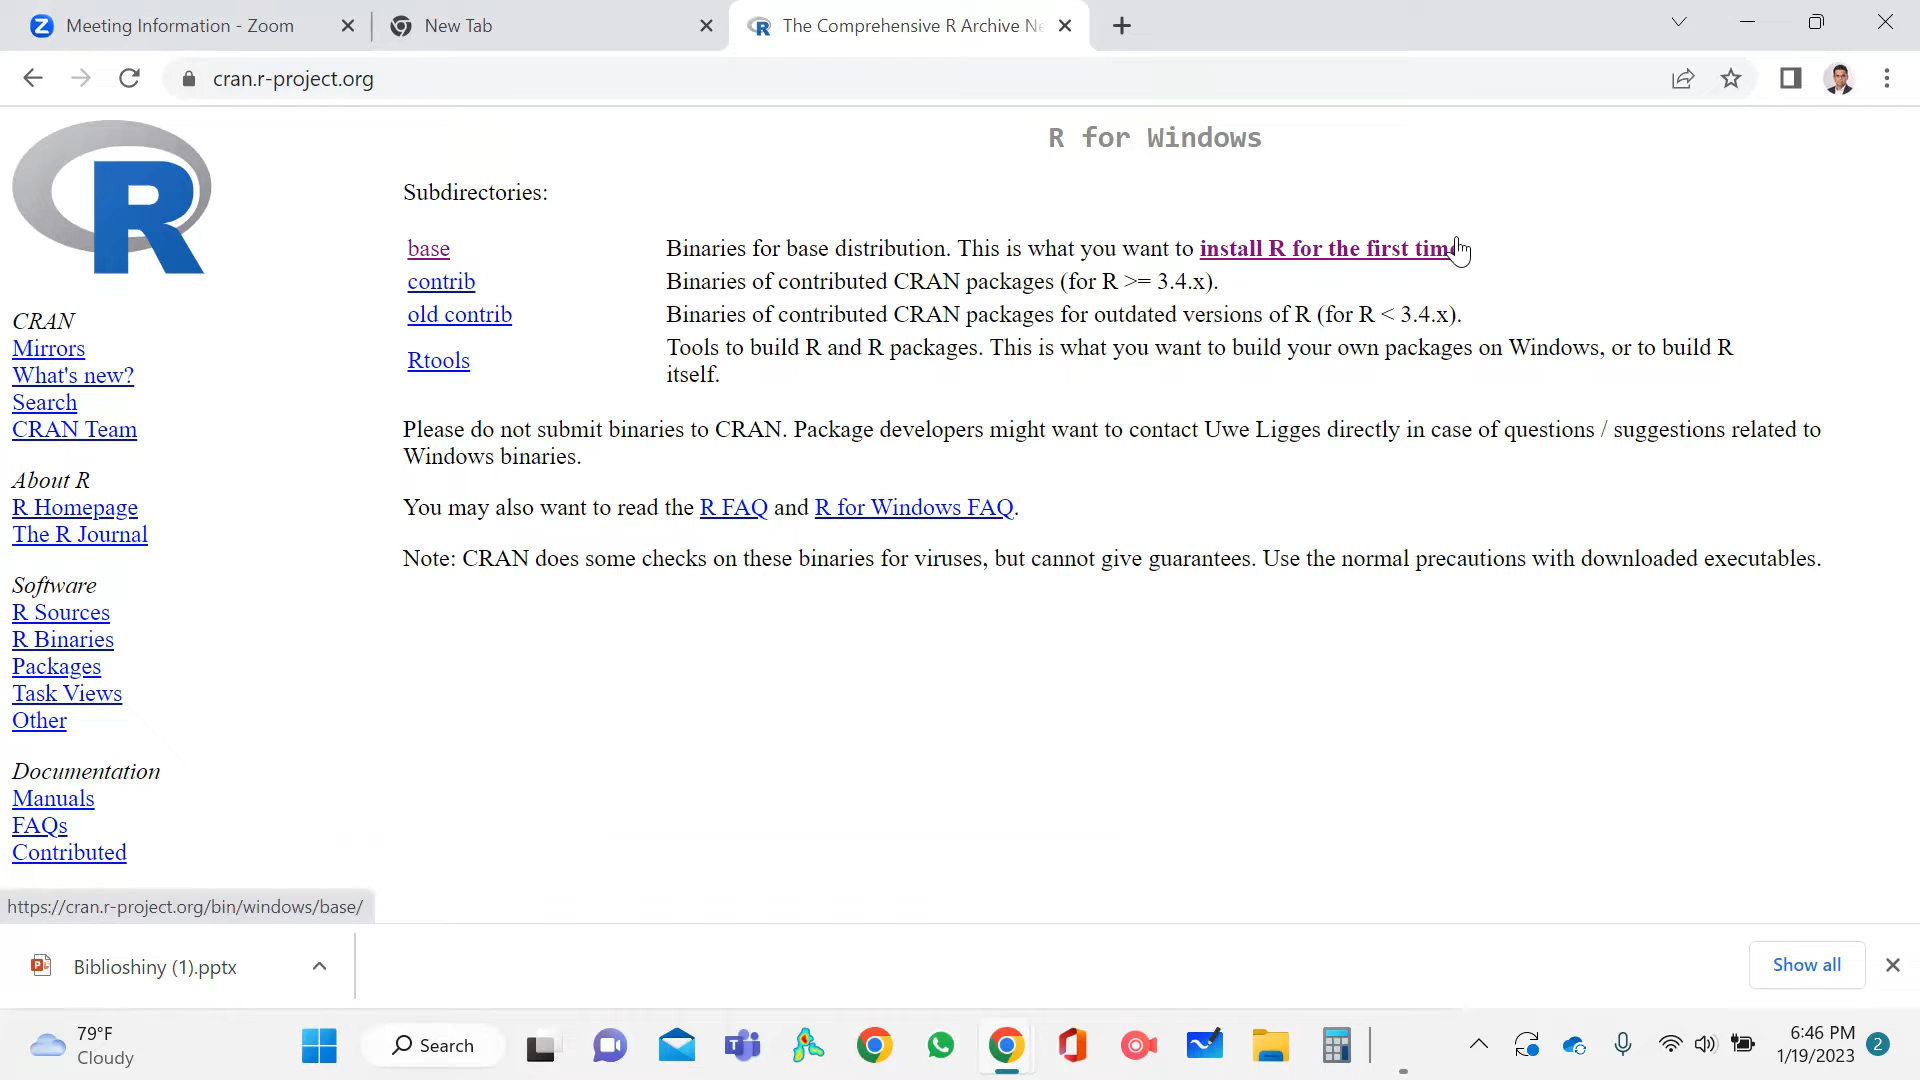 Meeting Information - Zoom
New Tab
The Comprehensive R Archive Ne
cran.r-project.org
R
R for Windows
Subdirectories:
base Binaries for base distribution. This is what you want to install R for the first time
contrib Binaries of contributed CRAN packages (for R >= 3.4.x).
old contrib Binaries of contributed CRAN packages for outdated versions of R (for R < 3.4.x).
Rtools Tools to build R and R packages. This is what you want to build your own packages on Windows, or to build R
itself.
Please do not submit binaries to CRAN. Package developers might want to contact Uwe Ligges directly in case of questions / suggestions related to
Windows binaries.
You may also want to read the R FAQ and R for Windows FAQ.
Note: CRAN does some checks on these binaries for viruses, but cannot give guarantees. Use the normal precautions with downloaded executables.
CRAN
Mirrors
What's new?
Search
CRAN Team
About R
R Homepage
The R Journal
Software
R Sources
R Binaries
Packages
Task Views
Other
Documentation
Manuals
FAQs
Contributed
https://cran.r-project.org/bin/windows/base/
Biblioshiny (1).pptx
Show all
79°F
Cloudy
Search
6:46 PM
1/19/2023
2